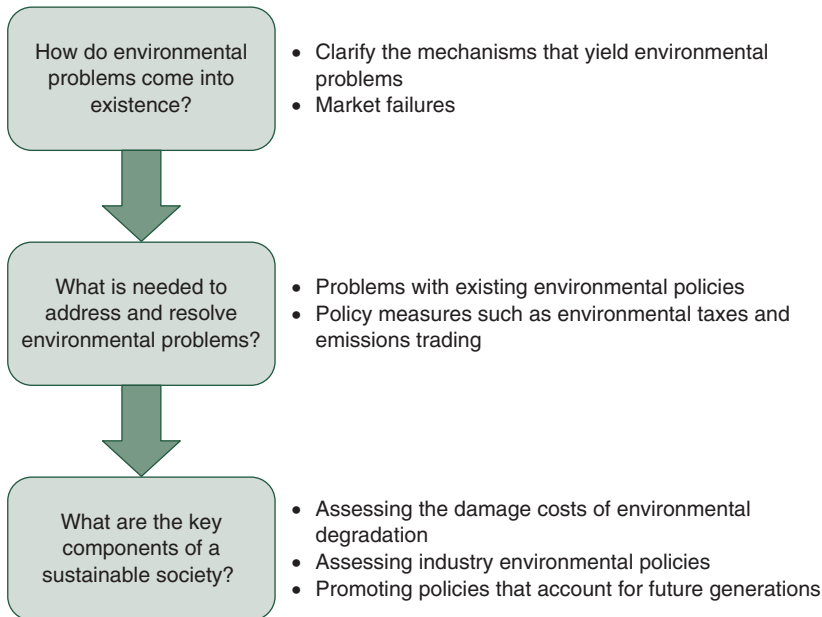 How do environmental
problems come into
existence?
• Clarify the mechanisms that yield environmental
problems
• Market failures
What is needed to
address and resolve
environmental problems?
• Problems with existing environmental policies
• Policy measures such as environmental taxes and
emissions trading
What are the key
components of a
sustainable society?
• Assessing the damage costs of environmental
degradation
• Assessing industry environmental policies
• Promoting policies that account for future generations